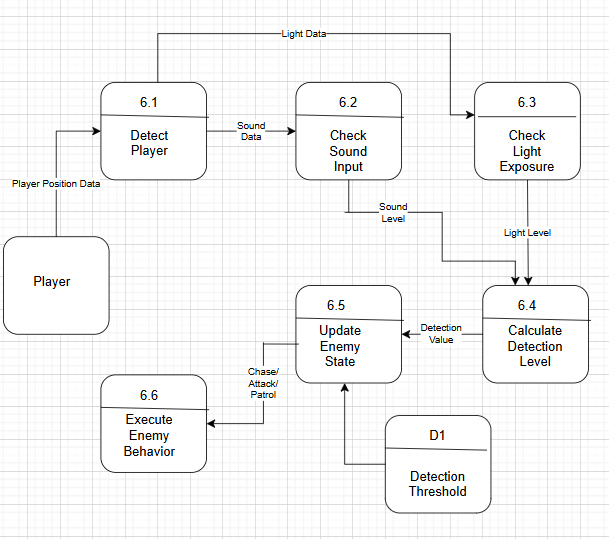 Light Data
6.1
Detect
Player
Sound
Data
6.2
Check
Sound
Input
6.3
Check
Light
Exposure
Player Position Data
Sound
Level
Light Level
Player
6.5
Update
Enemy
State
Detection
Value
6.4
Calculate
Detection
Level
Chase/
Attack/
Patrol
6.6
Execute
Enemy
Behavior
D1
Detection
Threshold